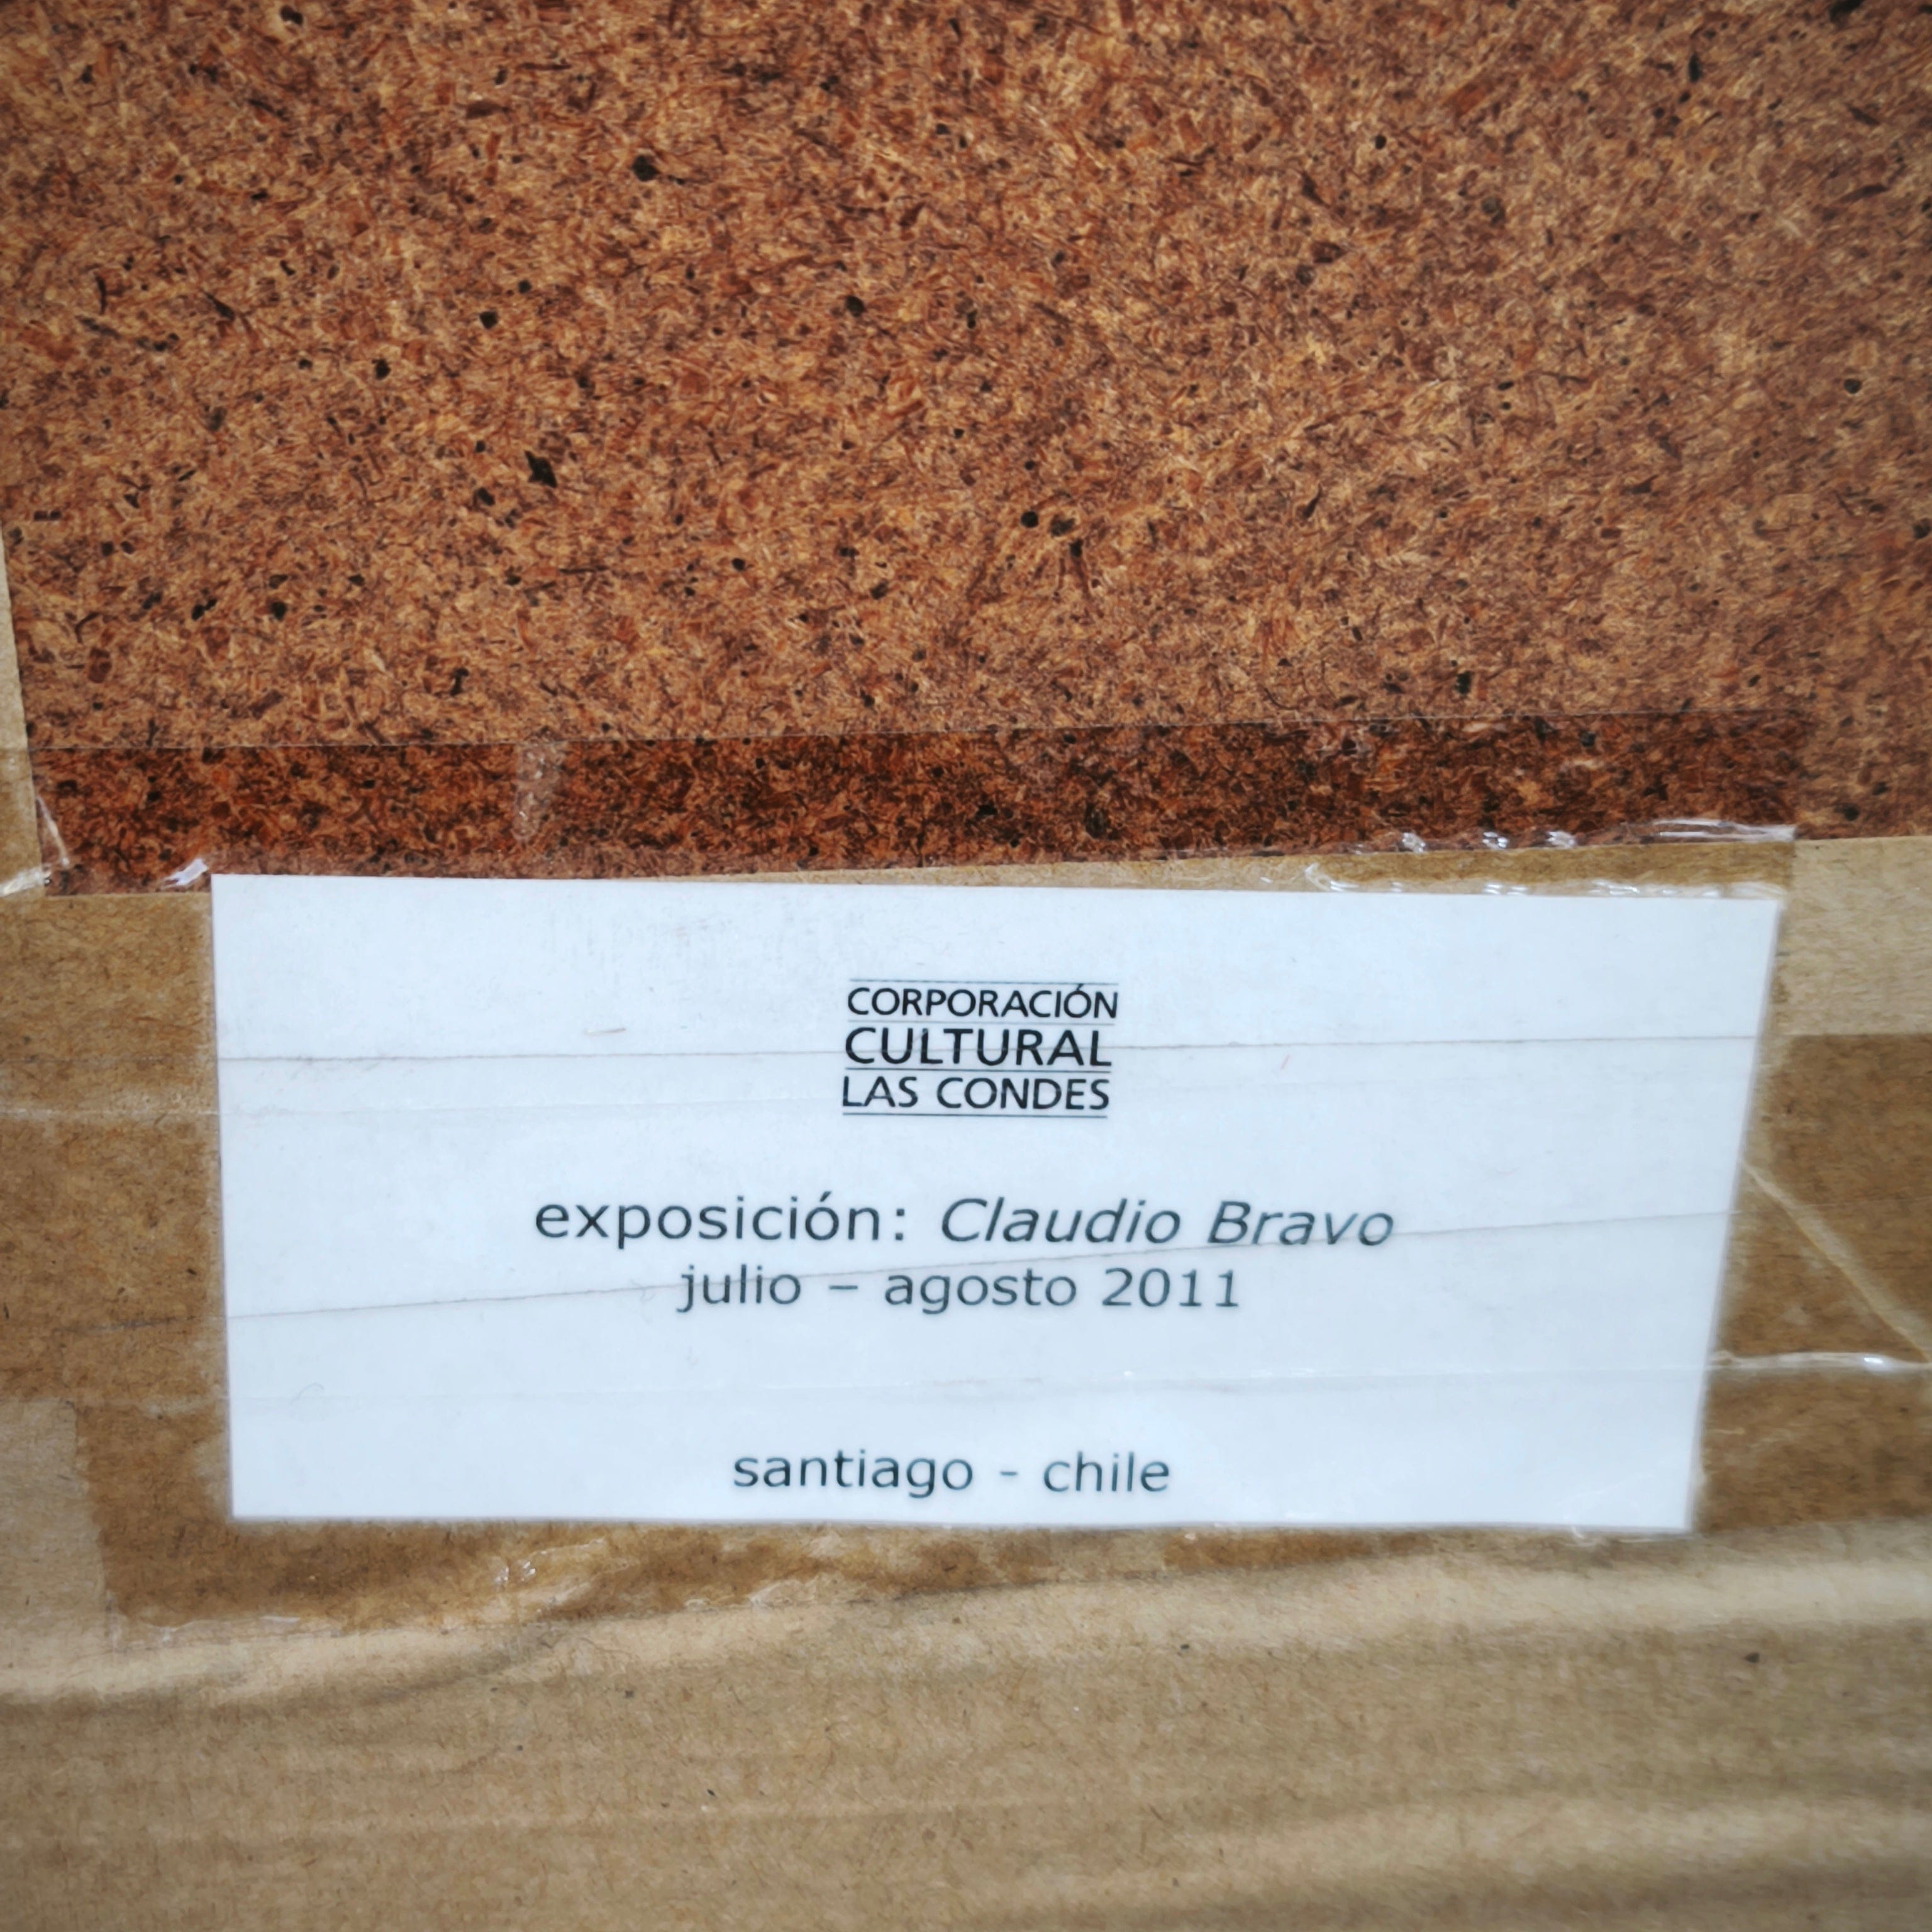 CORPORACIÓN
CULTURAL
LAS CONDES
exposición: Claudio Bravo
julio – agosto 2011
santiago - chile